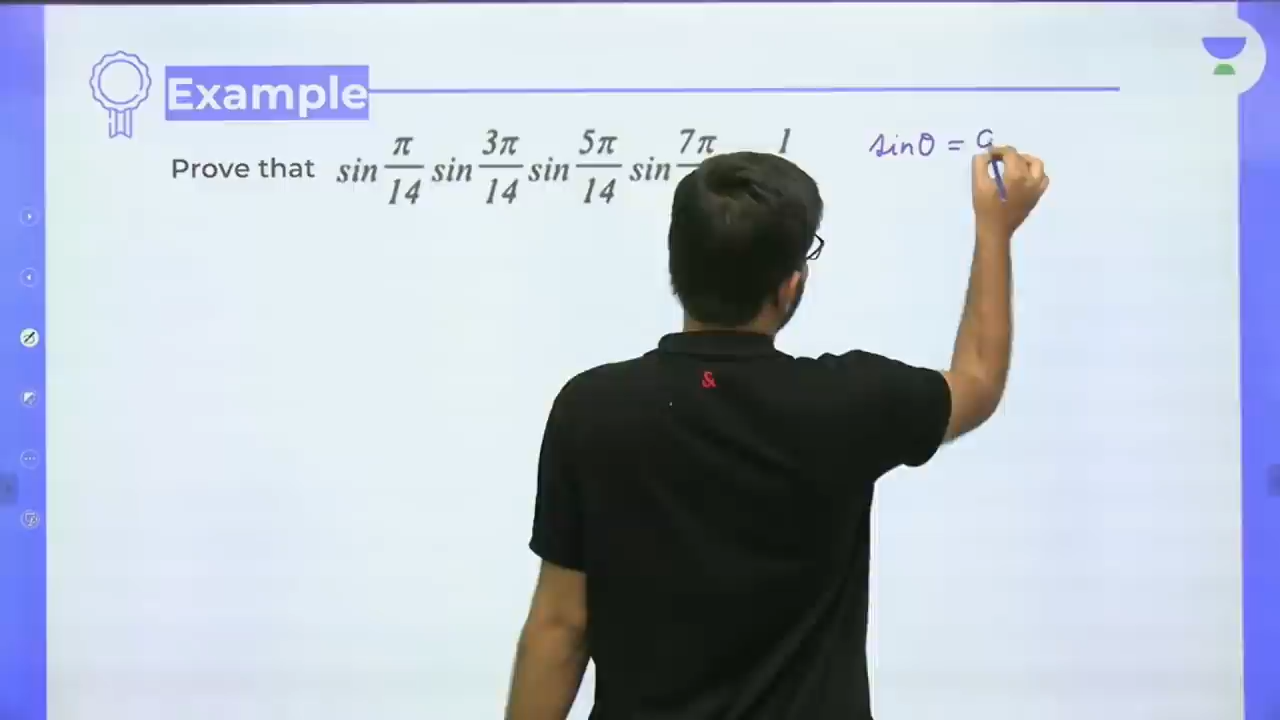 Example
Prove that sin π/14 sin 3π/14 sin 5π/14 sin 7π 1
sinθ =
&